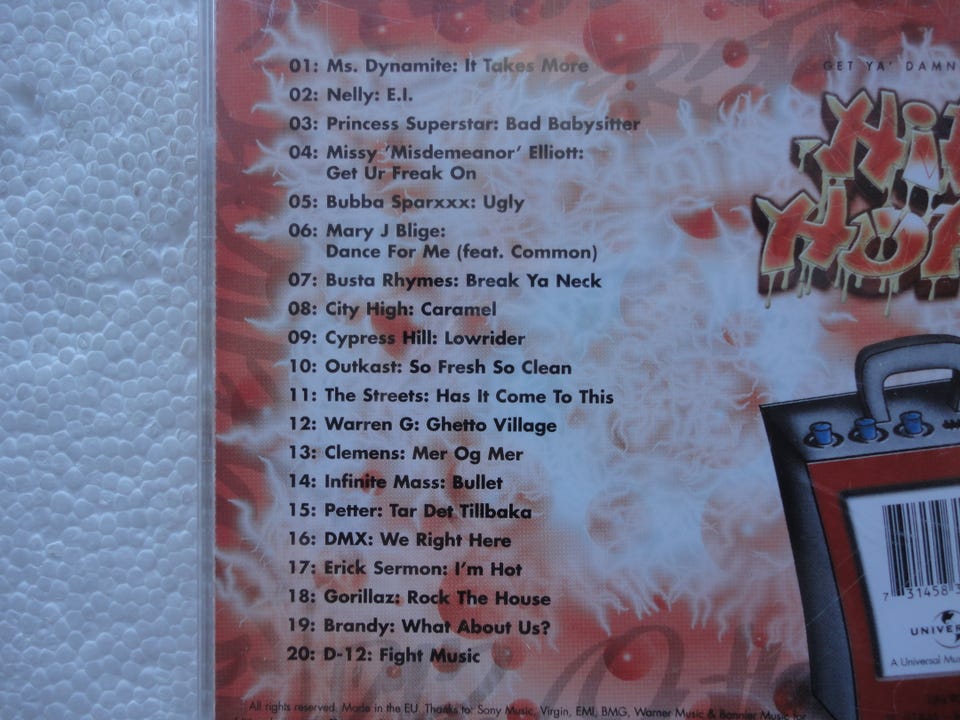 01: Ms. Dynamite: It Takes More
02: Nelly: E.I.
03: Princess Superstar: Bad Babysitter
04: Missy 'Misdemeanor' Elliott:
Get Ur Freak On
05: Bubba Sparxxx: Ugly
06: Mary J Blige:
Dance For Me (feat. Common)
07: Busta Rhymes: Break Ya Neck
08: City High: Caramel
09: Cypress Hill: Lowrider
10: Outkast: So Fresh So Clean
11: The Streets: Has It Come To This
12: Warren G: Ghetto Village
13: Clemens: Mer Og Mer
14: Infinite Mass: Bullet
15: Petter: Tar Det Tillbaka
16: DMX: We Right Here
17: Erick Sermon: I'm Hot
18: Gorillaz: Rock The House
19: Brandy: What About Us?
20: D-12: Fight Music
GET YA' DAMN
7 31458
UNIVER
A Universal Mu
All rights reserved. Made in the EU. Thanks to: Sony Music, Virgin, EMI, BMG, Warner Music & Bonnier Music for